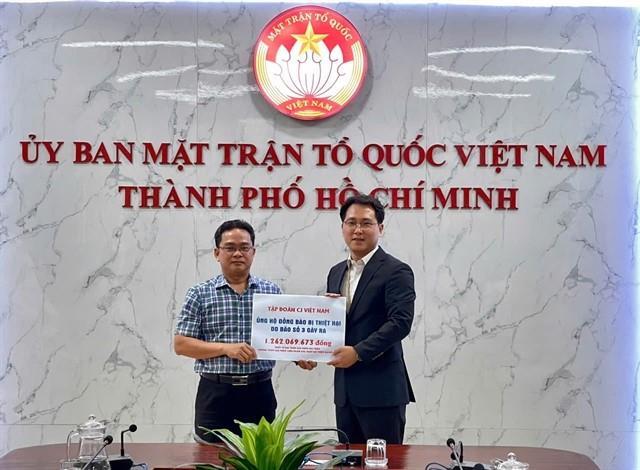 MẶT TRẬN TỔ QUỐC
VIỆT NAM
ỦY BAN MẶT TRẬN TỔ QUỐC VIỆT NAM
THÀNH PHỐ HỒ CHÍ MINH
TẬP ĐOÀN CJ VIỆT NAM
ỦNG HỘ ĐỒNG BÀO BỊ THIỆT HẠI
DO BÃO SỐ 3 GÂY RA
1.262.069.673 đồng